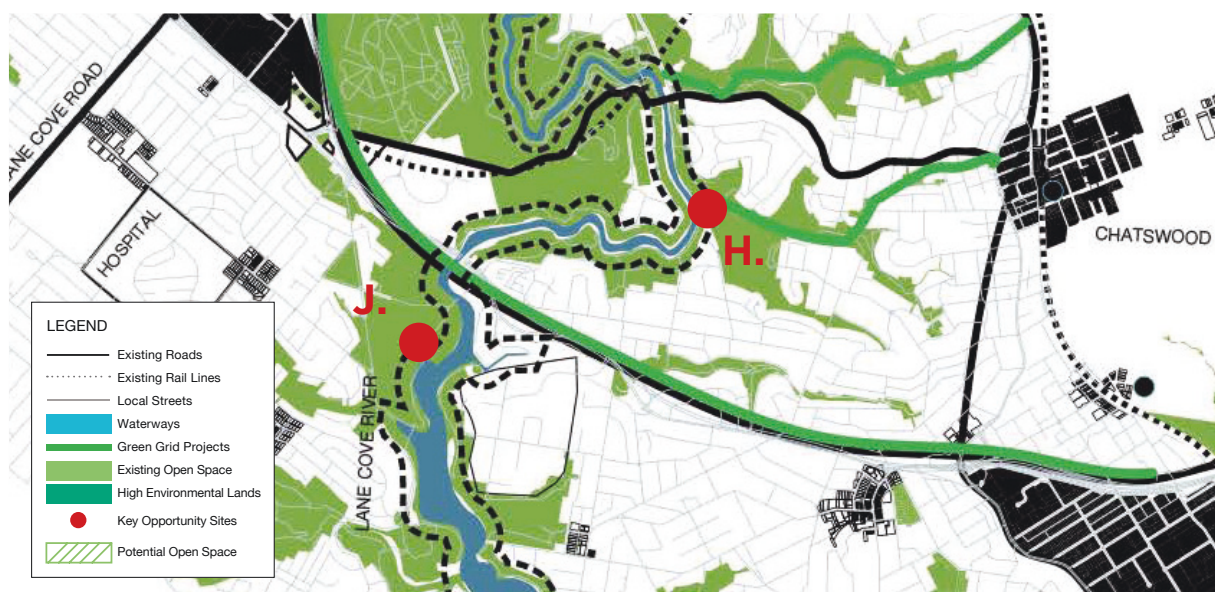 LANE COVE ROAD
HOSPITAL
CHATSWOOD
H.
J.
LANE COVE RIVER
LEGEND
Existing Roads
Existing Rail Lines
Local Streets
Waterways
Green Grid Projects
Existing Open Space
High Environmental Lands
Key Opportunity Sites
Potential Open Space